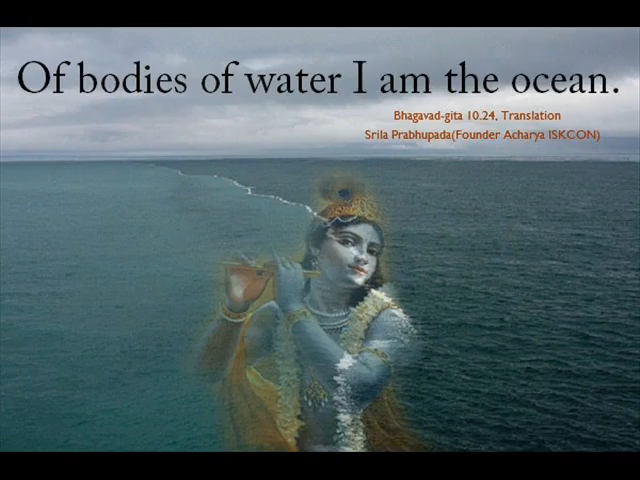 Of bodies of water I am the ocean.
Bhagavad-gita 10.24, Translation
Srila Prabhupada(Founder Acharya ISKCON)